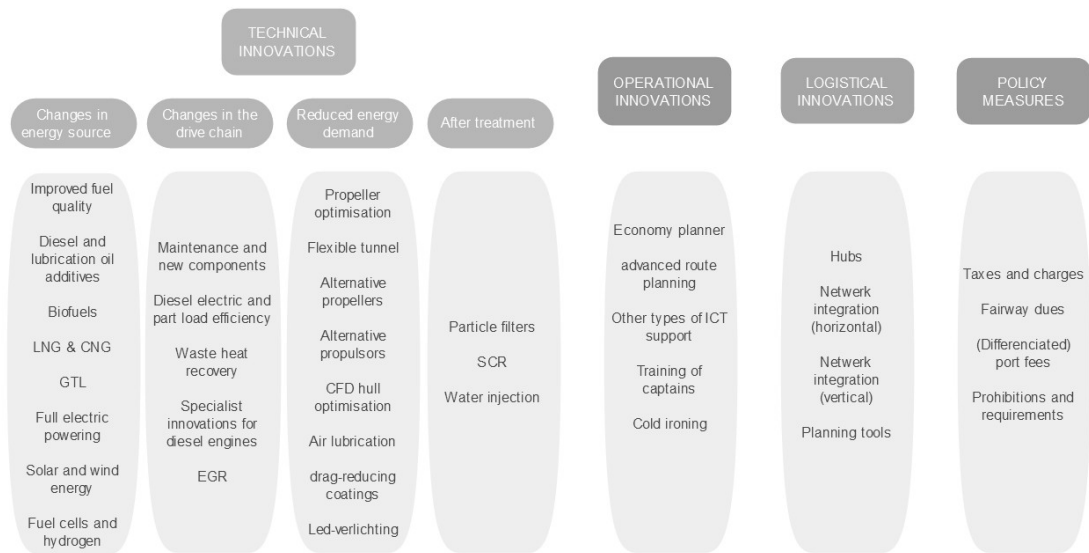 TECHNICAL
INNOVATIONS
Changes in
energy source
Improved fuel
quality
Diesel and
lubrication oil
additives
Biofuels
LNG & CNG
GTL
Full electric
powering
Solar and wind
energy
Fuel cells and
hydrogen
Changes in the
drive chain
Maintenance and
new components
Diesel electric and
part load efficiency
Waste heat
recovery
Specialist
innovations for
diesel engines
EGR
Reduced energy
demand
Propeller
optimisation
Flexible tunnel
Alternative
propellers
Alternative
propulsors
CFD hull
optimisation
Air lubrication
drag-reducing
coatings
Led-verlichting
After treatment
Particle filters
SCR
Water injection
OPERATIONAL
INNOVATIONS
Economy planner
advanced route
planning
Other types of ICT
support
Training of
captains
Cold ironing
LOGISTICAL
INNOVATIONS
Hubs
Netwerk
integration
(horizontal)
Netwerk
integration
(vertical)
Planning tools
POLICY
MEASURES
Taxes and charges
Fairway dues
(Differenciated)
port fees
Prohibitions and
requirements